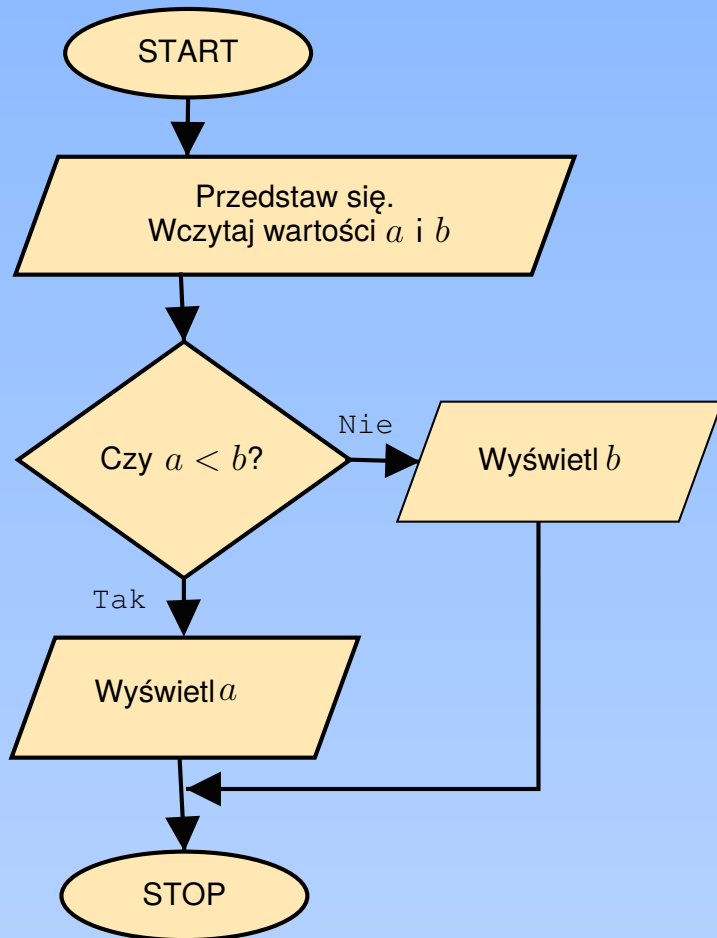 START
Przedstaw się.
Wczytaj wartości a i b
Czy a < b?
Nie
Wyświetl b
Tak
Wyświetl a
STOP